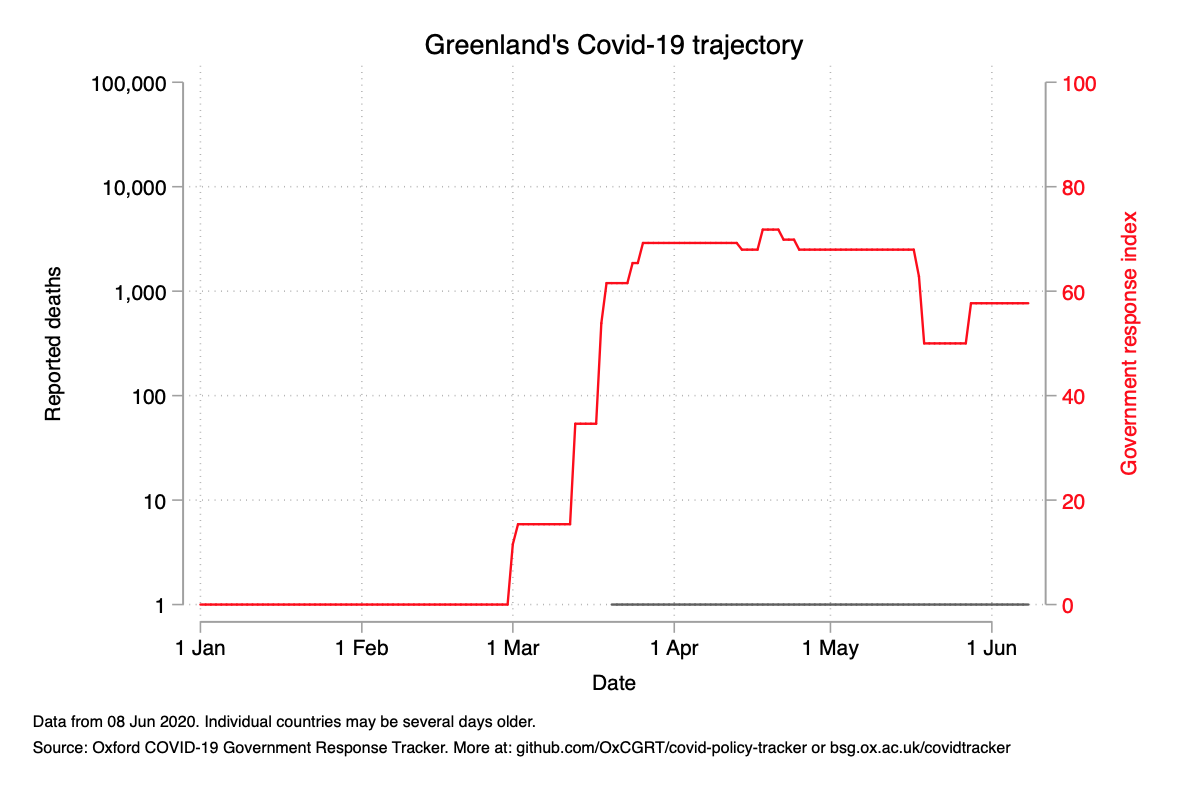 Greenland's Covid-19 trajectory
100,000
10,000
1,000
100
10
1
Reported deaths
100
80
60
40
20
0
Government response index
1 Jan
1 Feb
1 Mar
1 Apr
1 May
1 Jun
Date
Data from 08 Jun 2020. Individual countries may be several days older.
Source: Oxford COVID-19 Government Response Tracker. More at: github.com/OxCGRT/covid-policy-tracker or bsg.ox.ac.uk/covidtracker